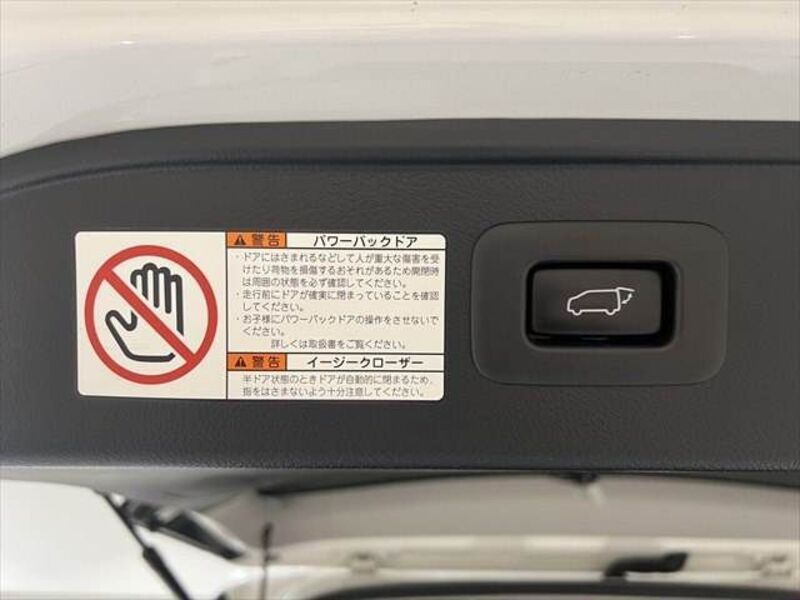 警告 パワーバックドア
・ドアにはさまれるなどして人が重大な傷害を受
けたり荷物を損傷するおそれがあるため開閉時
は周囲の状態を必ず確認してください。
・走行前にドアが確実に閉まっていることを確認
してください。
・お子様にパワーバックドアの操作をさせないで
ください。
詳しくは取扱書をご覧ください。
警告 イージークローザー
半ドア状態のときドアが自動的に閉まるため、
指をはさまないよう十分注意してください。